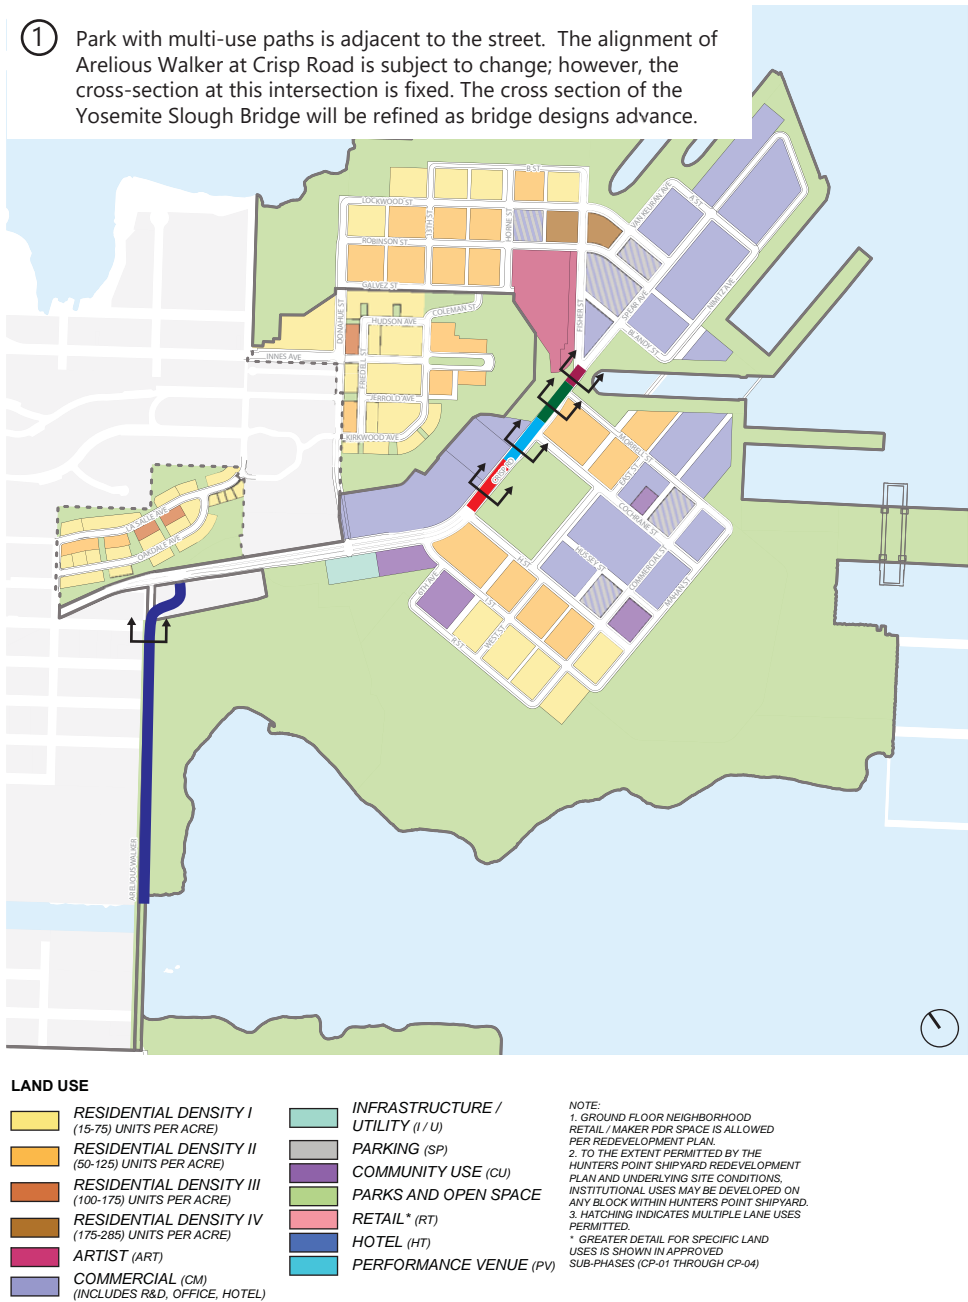 1
Park with multi-use paths is adjacent to the street. The alignment of
Arelious Walker at Crisp Road is subject to change; however, the
cross-section at this intersection is fixed. The cross section of the
Yosemite Slough Bridge will be refined as bridge designs advance.
B ST
LOCKWOOD ST
13TH ST
HORNE ST
ROBINSON ST
VAN KEURAN AVE
A ST
GALVEZ ST
DONAHUE ST
COLEMAN ST
HUDSON AVE
FISHER ST
SPEAR AVE
NIMITZ AVE
BLANDY ST
INNES AVE
FRIEDELL ST
JERROLD AVE
KIRKWOOD AVE
MORRELL ST
EAST ST
COCHRANE ST
LA SALLE AVE
OAKDALE AVE
HUSSEY ST
COMMERCIAL ST
MAHAN ST
H ST
6TH AVE
I ST
WEST ST
R ST
ARELIOUS WALKER
LAND USE
RESIDENTIAL DENSITY I
(15-75) UNITS PER ACRE)
RESIDENTIAL DENSITY II
(50-125) UNITS PER ACRE)
RESIDENTIAL DENSITY III
(100-175) UNITS PER ACRE)
RESIDENTIAL DENSITY IV
(175-285) UNITS PER ACRE)
ARTIST (ART)
COMMERCIAL (CM)
(INCLUDES R&D, OFFICE, HOTEL)
INFRASTRUCTURE /
UTILITY (I / U)
PARKING (SP)
COMMUNITY USE (CU)
PARKS AND OPEN SPACE
RETAIL* (RT)
HOTEL (HT)
PERFORMANCE VENUE (PV)
NOTE:
1. GROUND FLOOR NEIGHBORHOOD
RETAIL / MAKER PDR SPACE IS ALLOWED
PER REDEVELOPMENT PLAN.
2. TO THE EXTENT PERMITTED BY THE
HUNTERS POINT SHIPYARD REDEVELOPMENT
PLAN AND UNDERLYING SITE CONDITIONS,
INSTITUTIONAL USES MAY BE DEVELOPED ON
ANY BLOCK WITHIN HUNTERS POINT SHIPYARD.
3. HATCHING INDICATES MULTIPLE LANE USES
PERMITTED.
* GREATER DETAIL FOR SPECIFIC LAND
USES IS SHOWN IN APPROVED
SUB-PHASES (CP-01 THROUGH CP-04)